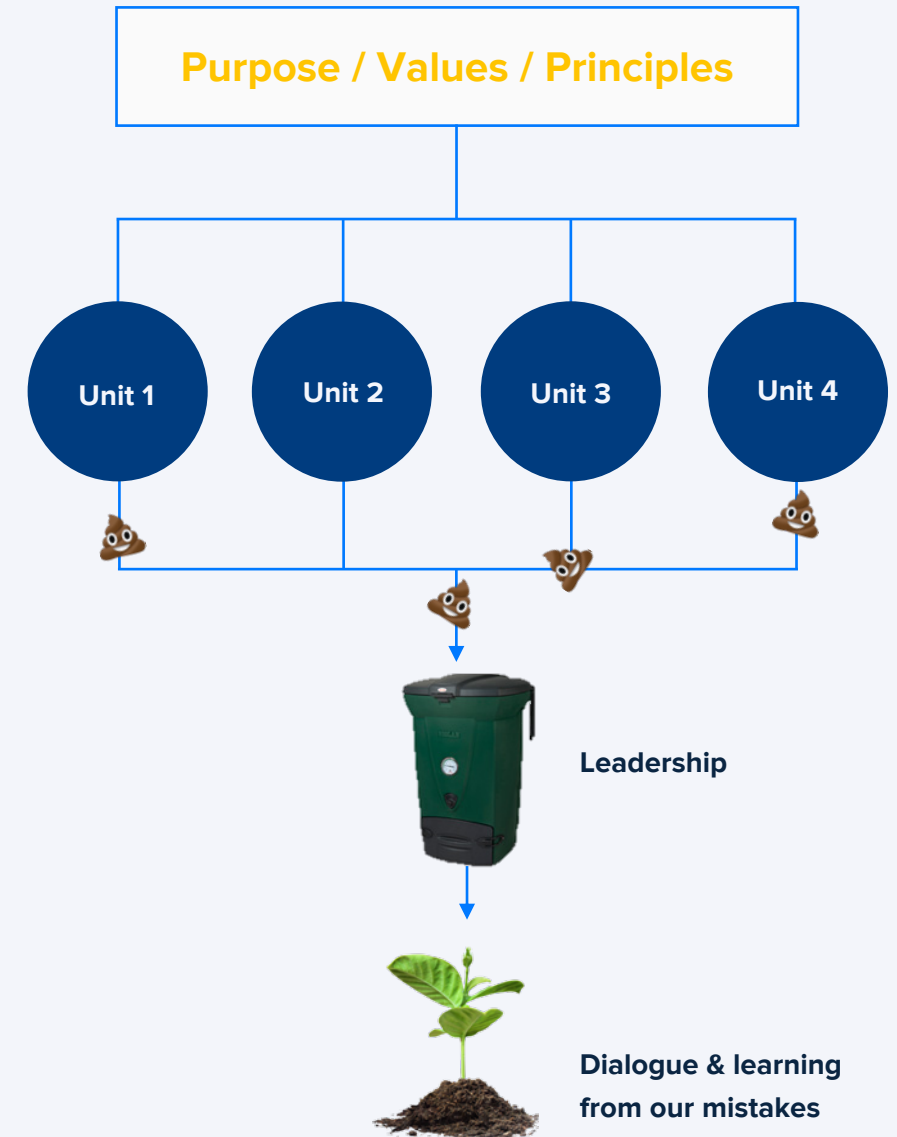 Purpose / Values / Principles
Unit 1
Unit 2
Unit 3
Unit 4
Leadership
Dialogue & learning
from our mistakes